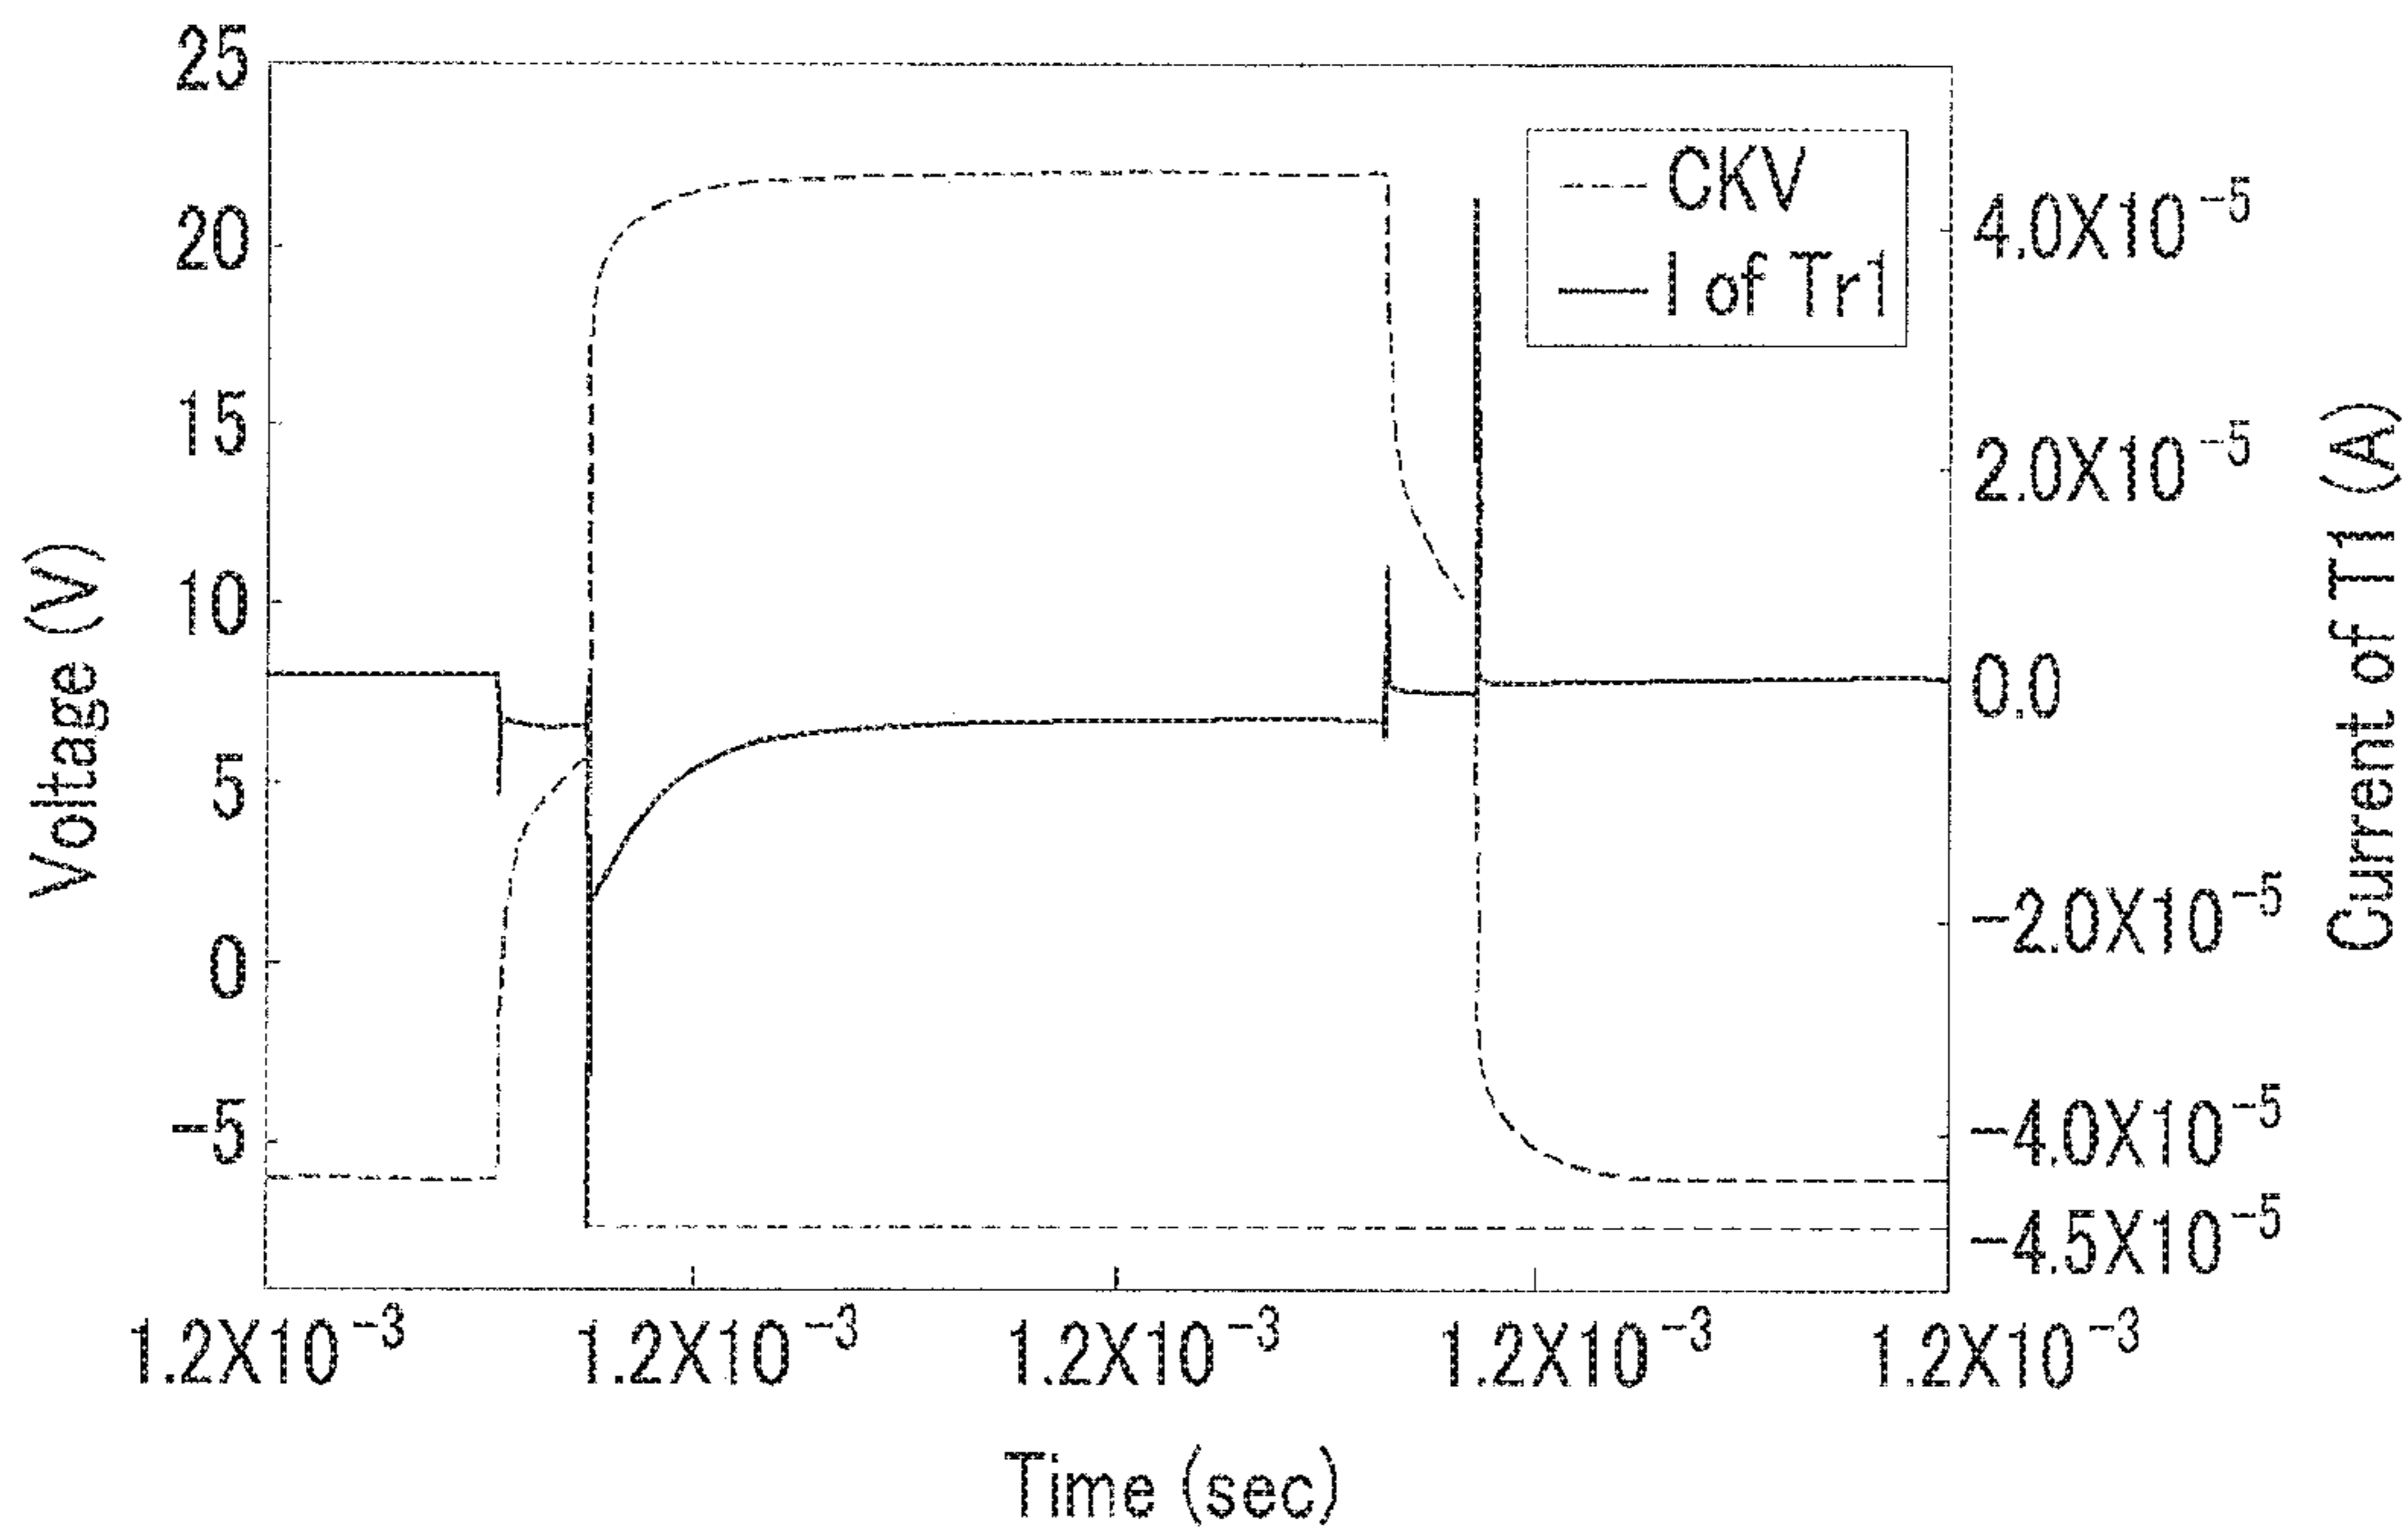 25
20
15
10
5
0
-5
Voltage (V)
CKV
I of Tr1
4.0X10⁻⁵
2.0X10⁻⁵
0.0
-2.0X10⁻⁵
-4.0X10⁻⁵
-4.5X10⁻⁵
Current of T1 (A)
1.2X10⁻³ 1.2X10⁻³ 1.2X10⁻³ 1.2X10⁻³ 1.2X10⁻³
Time (sec)